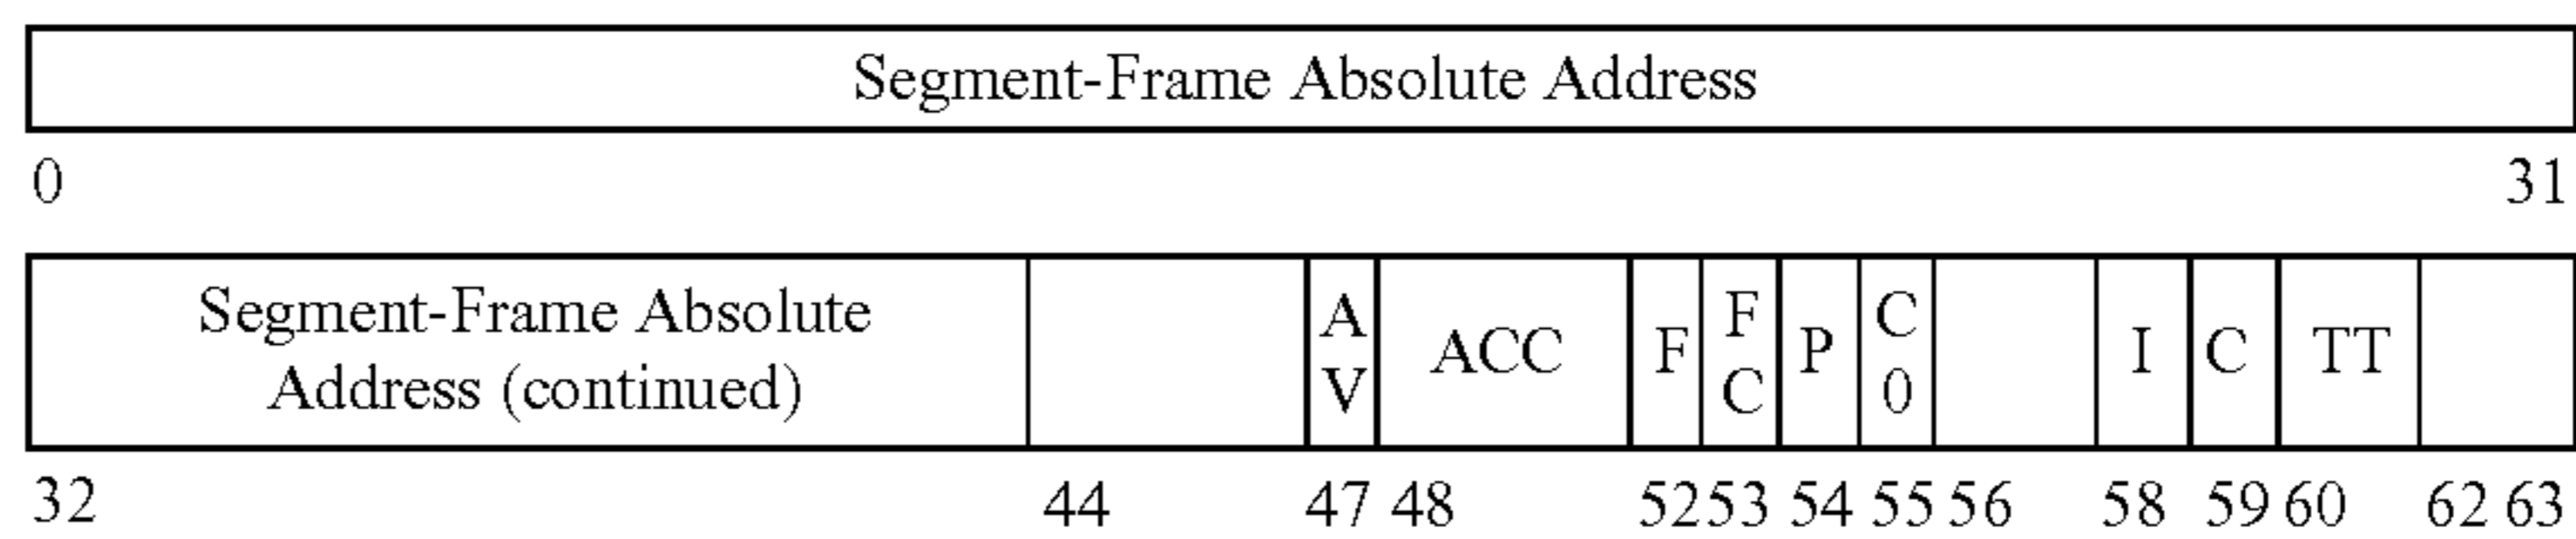 Segment-Frame Absolute Address
0 31
Segment-Frame Absolute
Address (continued)
A
V
ACC
F
F
C
P
C
0
I
C
TT
32 44 47 48 52 53 54 55 56 58 59 60 62 63